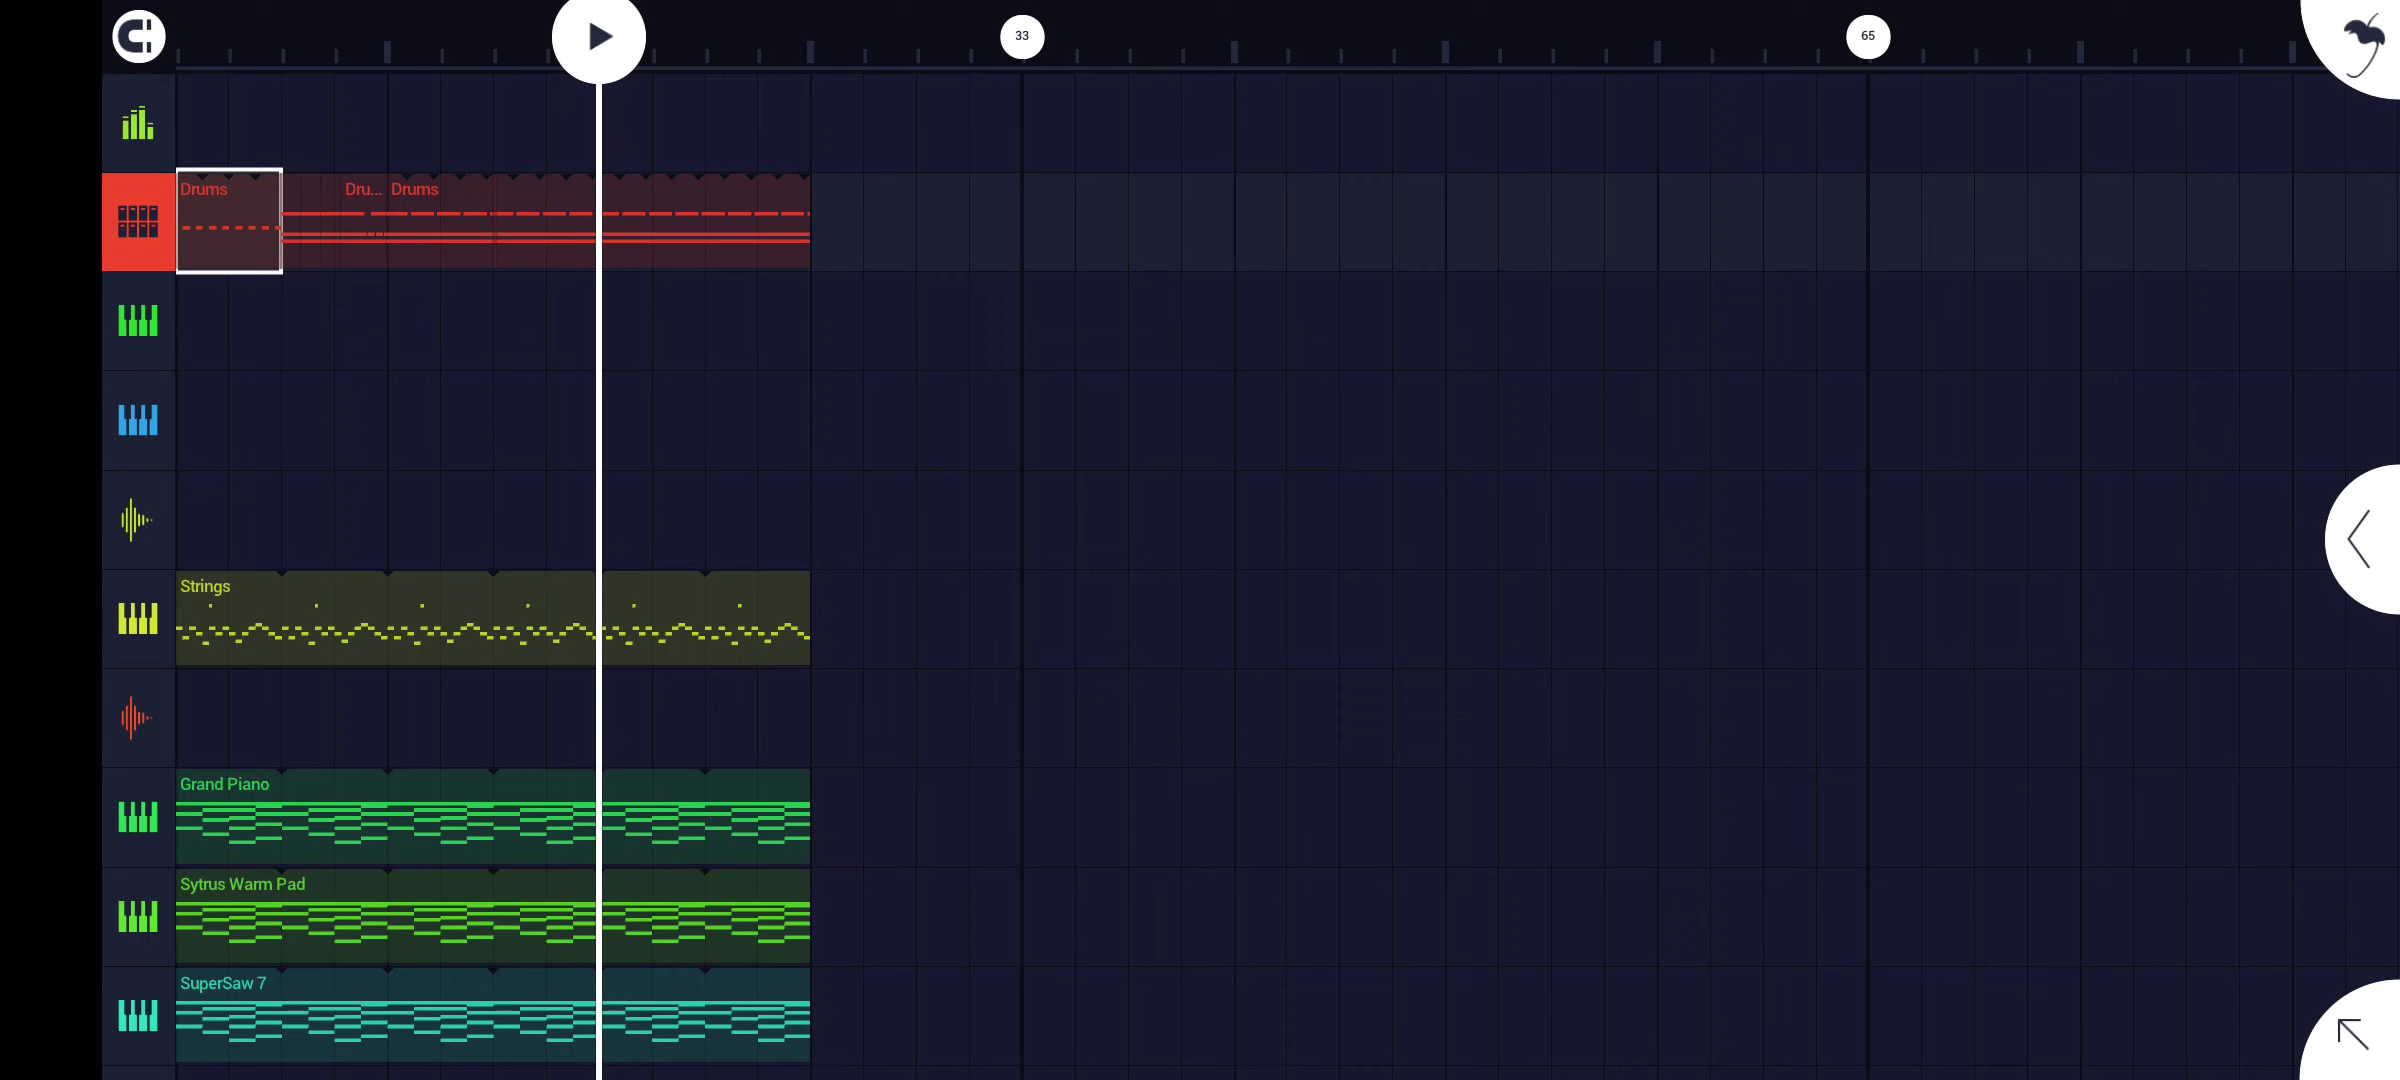 33
65
Drums
Dru...
Drums
Strings
Grand Piano
Sytrus Warm Pad
SuperSaw 7